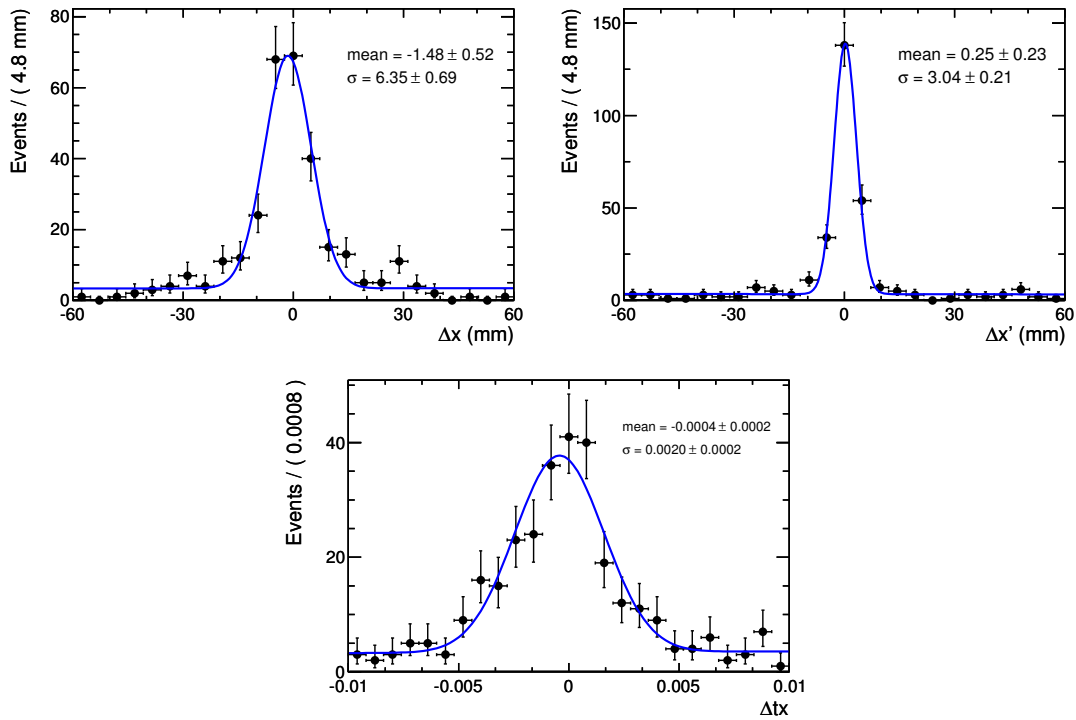 Events / ( 4.8 mm)
80
60
40
20
0
mean = -1.48 ± 0.52
σ = 6.35 ± 0.69
-60 -30 0 30 60
Δx (mm)
Events / ( 4.8 mm)
150
100
50
0
mean = 0.25 ± 0.23
σ = 3.04 ± 0.21
-60 -30 0 30 60
Δx' (mm)
Events / ( 0.0008 )
40
20
0
mean = -0.0004 ± 0.0002
σ = 0.0020 ± 0.0002
-0.01 -0.005 0 0.005 0.01
Δtx